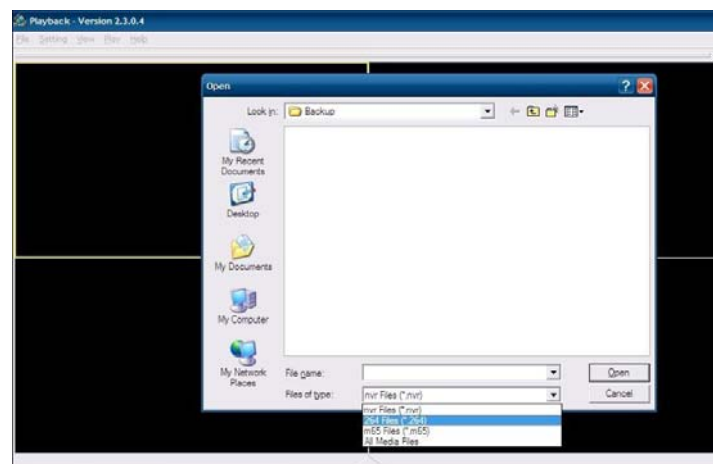 Playback - Version 2.3.0.4
File Setting View Play Help
Open
Look in: Backup
My Recent
Documents
Desktop
My Documents
My Computer
My Network
Places
File name:
Open
Files of type: nvr Files (*.nvr)
Cancel
nvr Files (*.nvr)
264 Files (*.264)
m65 Files (*.m65)
All Media Files